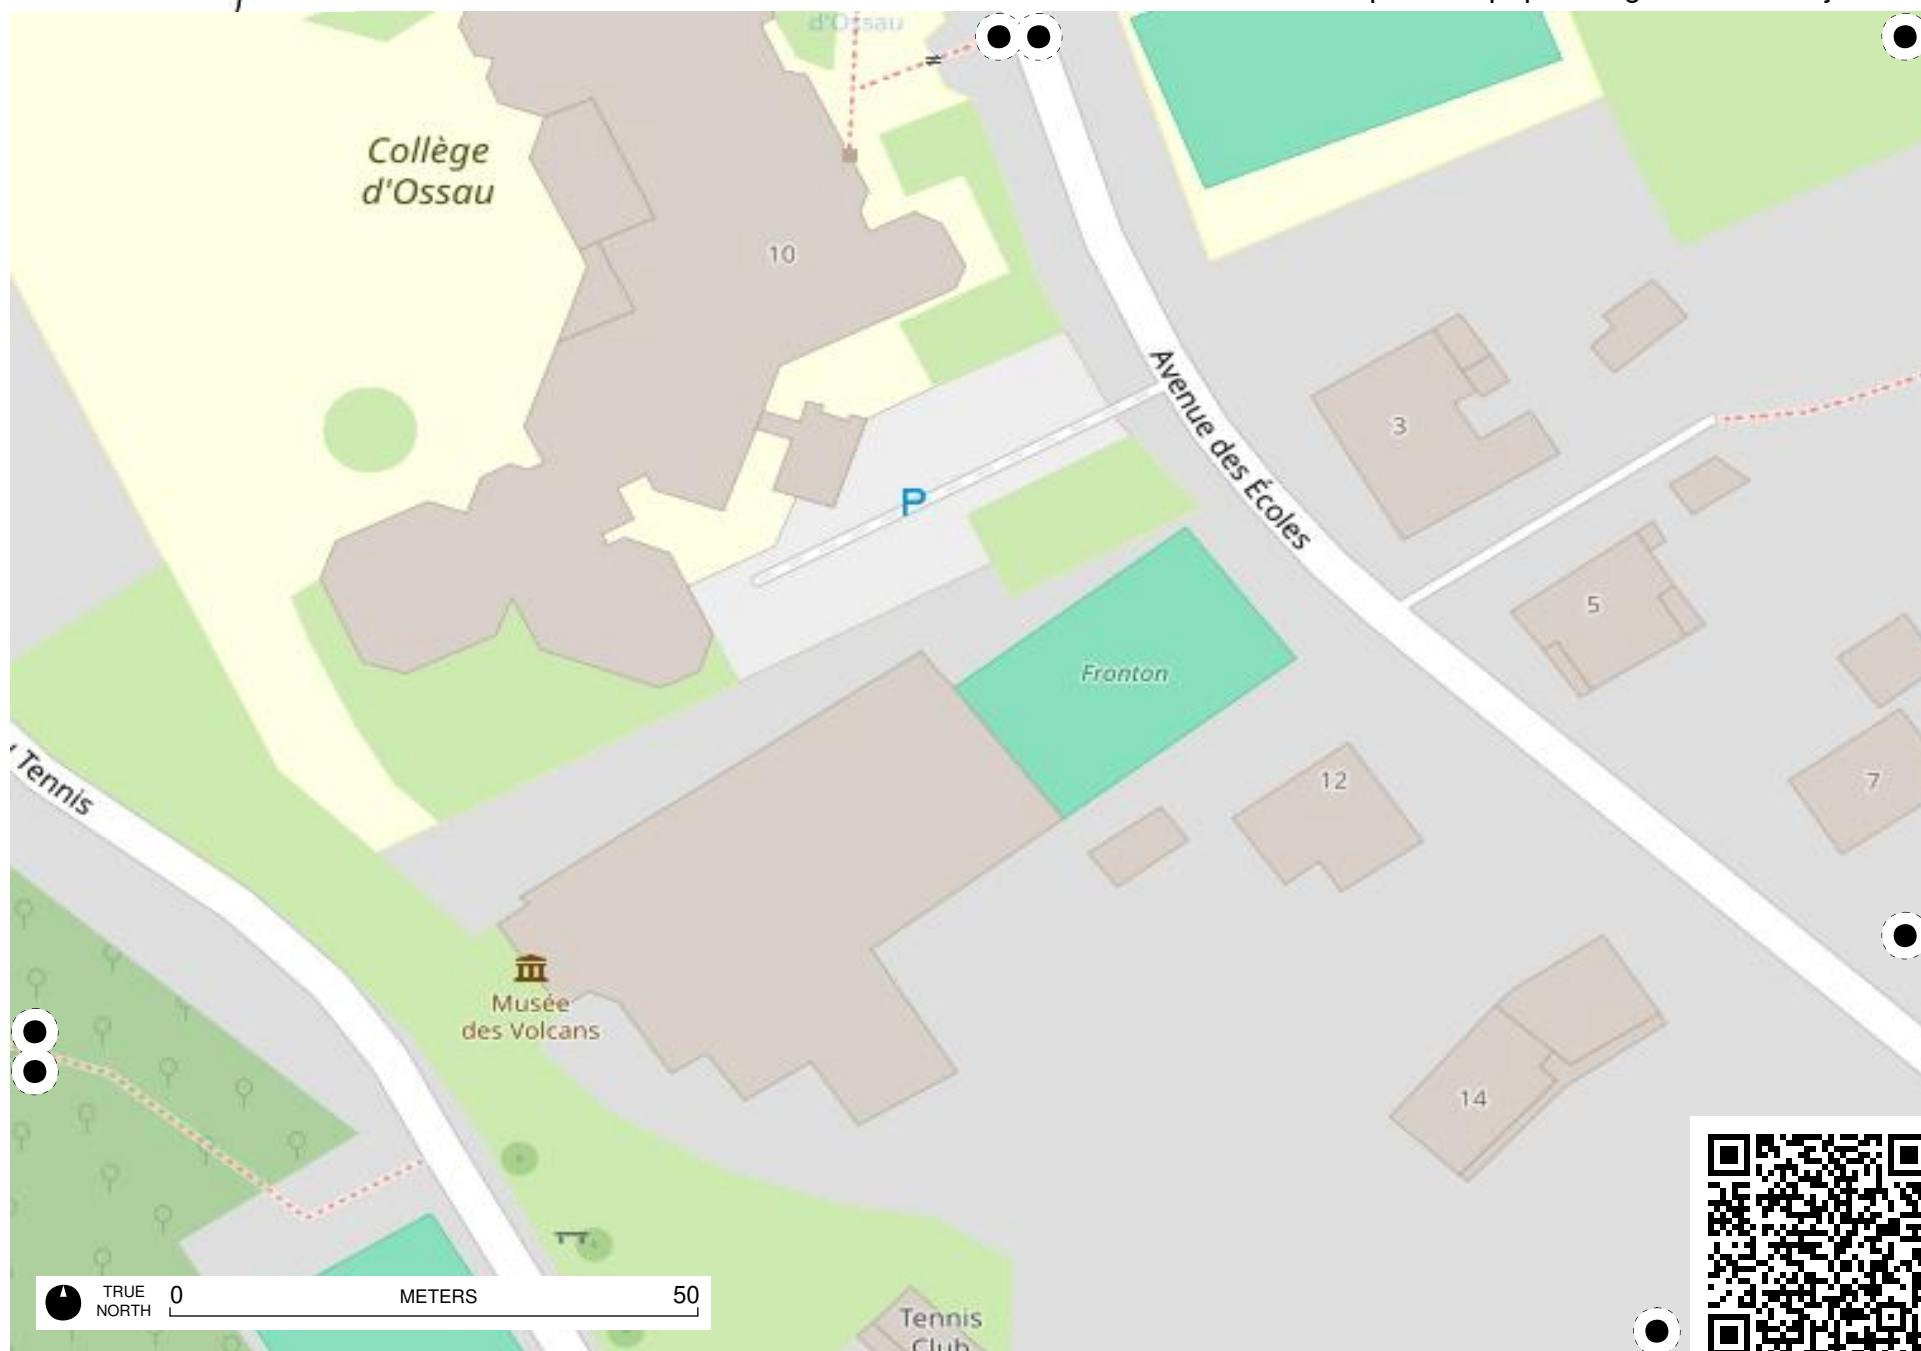 d'Ossau
Collège
d'Ossau
10
Avenue des Écoles
3
P
5
Fronton
Tennis
12
7
Musée
des Volcans
14
TRUE
NORTH
0
METERS
50
Tennis
Club